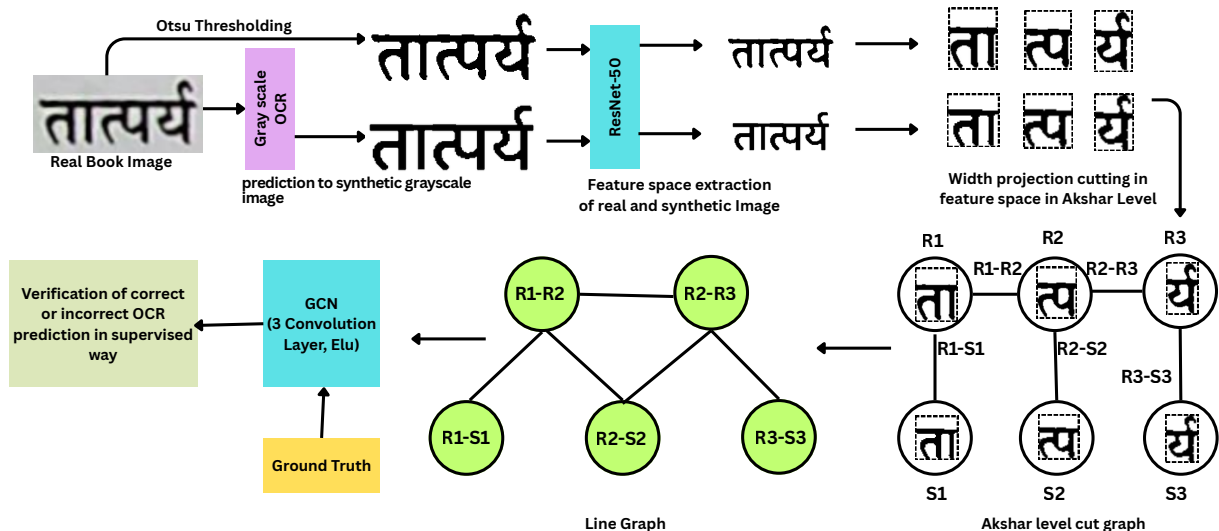 Otsu Thresholding
तात्पर्य
Real Book Image
Gray scale
OCR
तात्पर्य
तात्पर्य
prediction to synthetic grayscale
image
ResNet-50
Feature space extraction
of real and synthetic Image
तात्पर्य
तात्पर्य
ता त्प र्य
ता त्प र्य
Width projection cutting in
feature space in Akshar Level
R1 R2 R3
ता R1-R2 त्प R2-R3 र्य
R1-S1 R2-S2 R3-S3
ता त्प र्य
S1 S2 S3
Akshar level cut graph
R1-R2 R2-R3
R1-S1 R2-S2 R3-S3
Line Graph
GCN
(3 Convolution
Layer, Elu)
Ground Truth
Verification of correct
or incorrect OCR
prediction in supervised
way